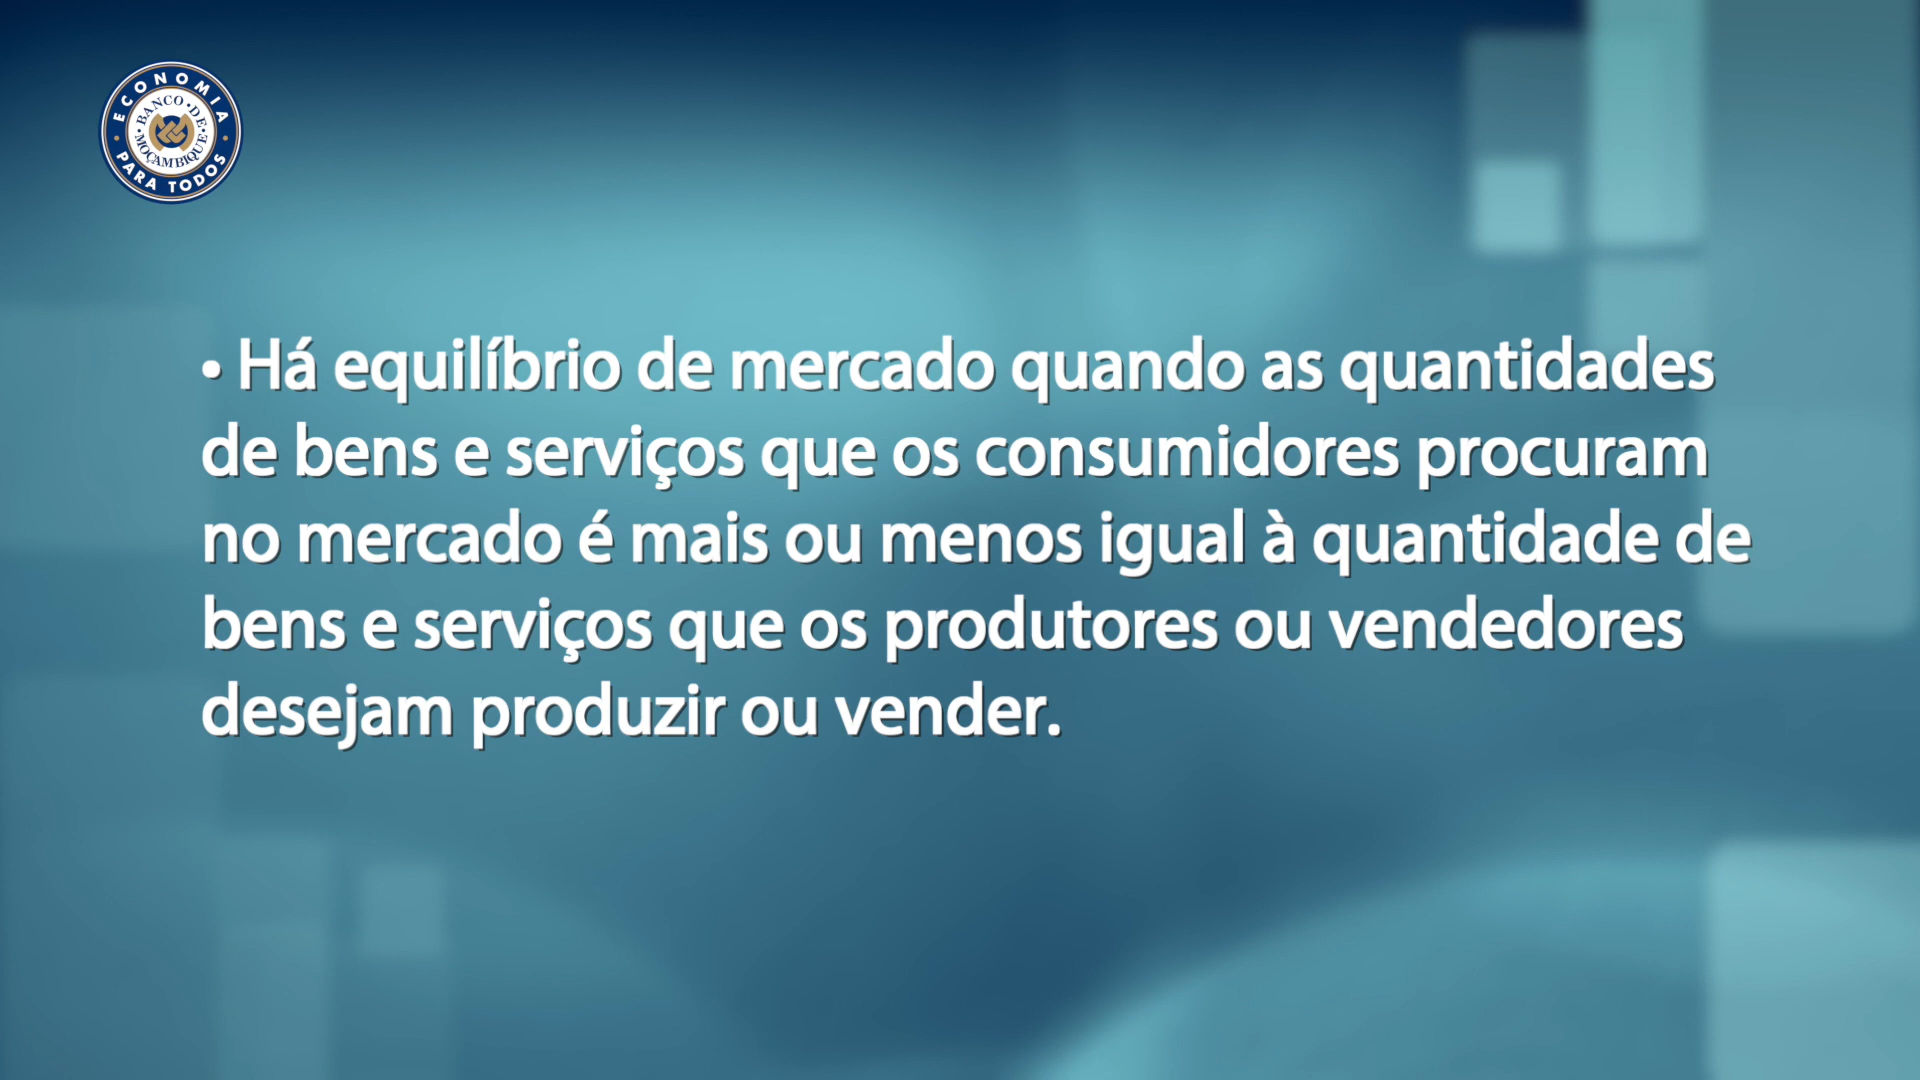 ECONOMIA
BANCO DE
MOÇAMBIQUE
PARA TODOS
• Há equilíbrio de mercado quando as quantidades
de bens e serviços que os consumidores procuram
no mercado é mais ou menos igual à quantidade de
bens e serviços que os produtores ou vendedores
desejam produzir ou vender.